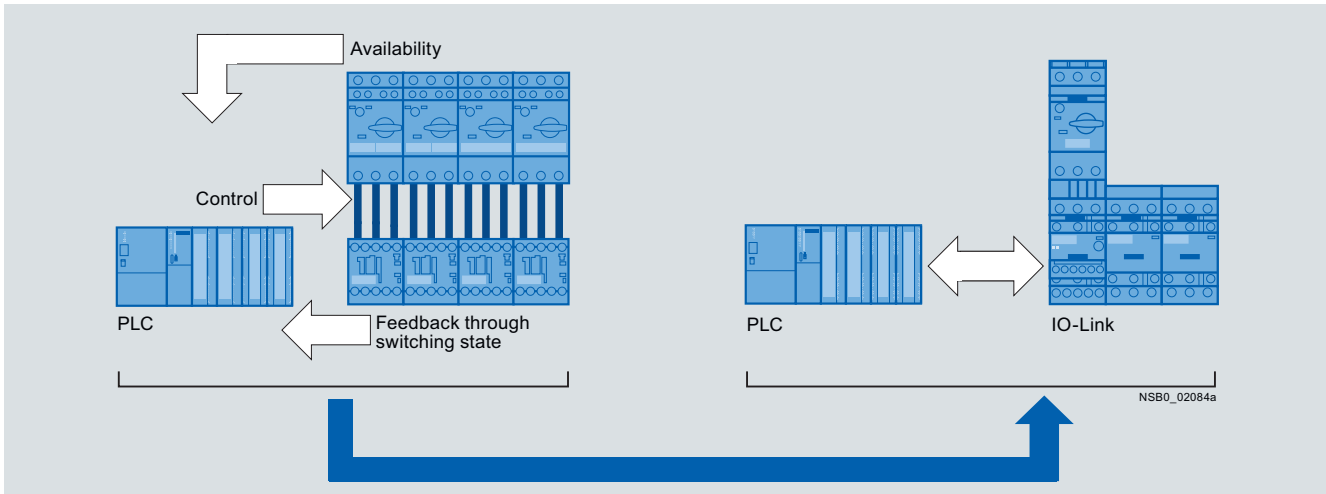 Availability
Control
PLC
Feedback through
switching state
PLC
IO-Link
NSB0_02084a